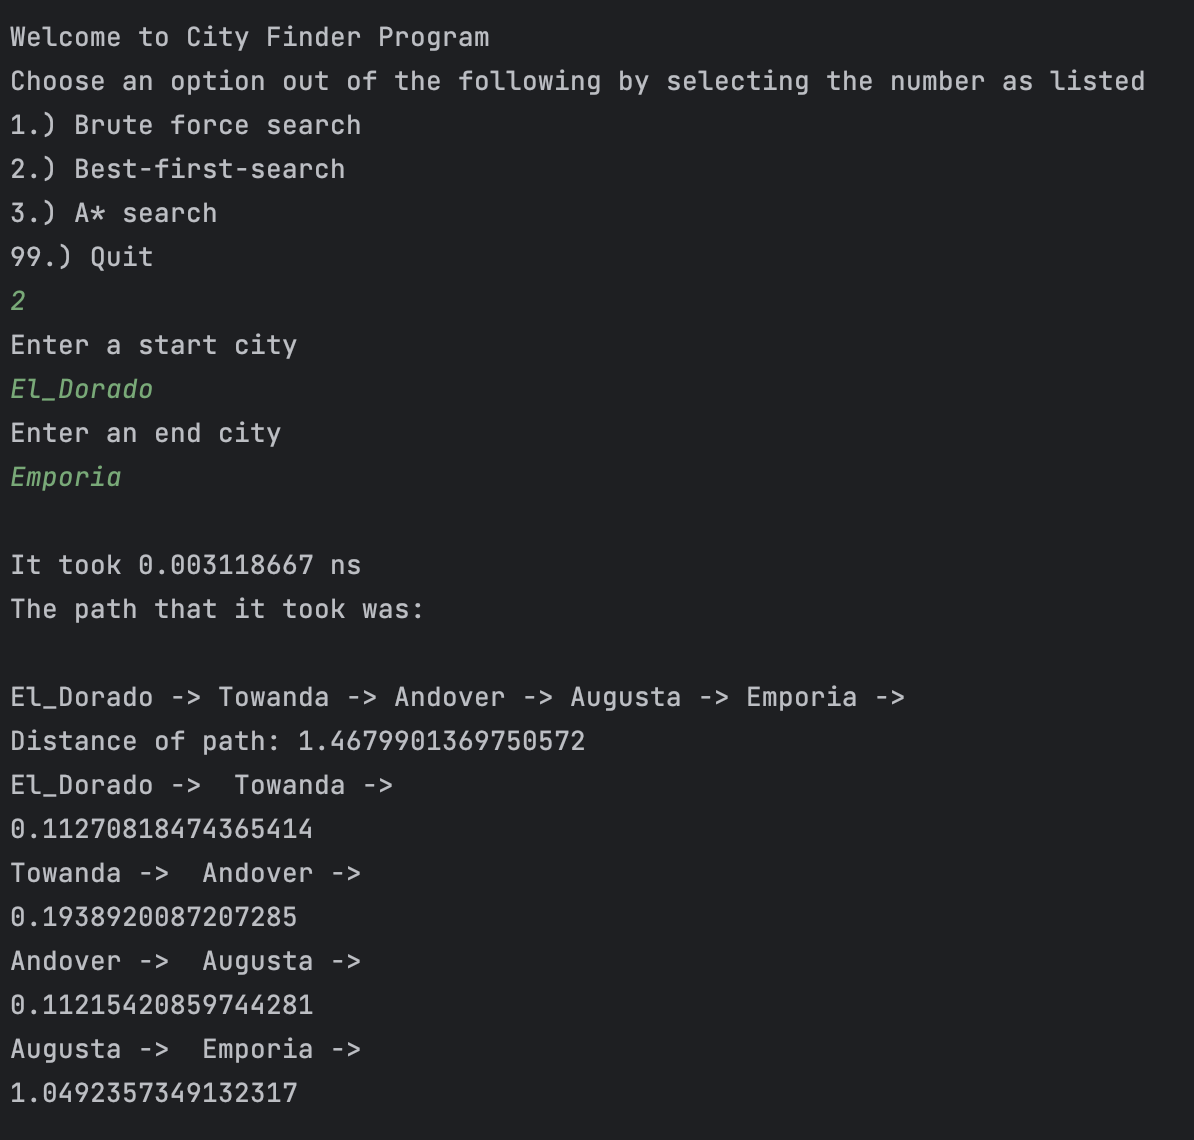 Welcome to City Finder Program
Choose an option out of the following by selecting the number as listed
1.) Brute force search
2.) Best-first-search
3.) A* search
99.) Quit
2
Enter a start city
El_Dorado
Enter an end city
Emporia
It took 0.003118667 ns
The path that it took was:
El_Dorado -> Towanda -> Andover -> Augusta -> Emporia ->
Distance of path: 1.4679901369750572
El_Dorado ->  Towanda ->
0.11270818474365414
Towanda ->  Andover ->
0.1938920087207285
Andover ->  Augusta ->
0.11215420859744281
Augusta ->  Emporia ->
1.0492357349132317